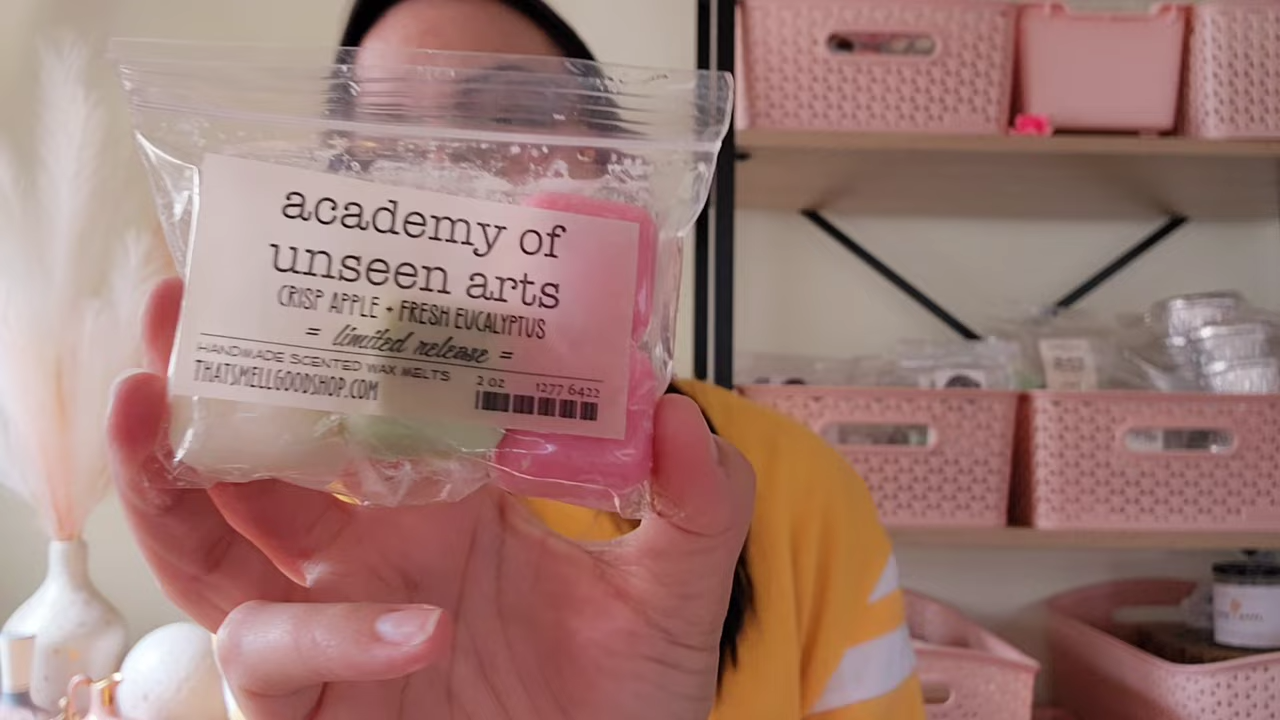 academy of
unseen arts
CRISP APPLE + FRESH EUCALYPTUS
= limited release =
HANDMADE SCENTED WAX MELTS
THATSMELLGOODSHOP.COM
2 OZ 1277 6422